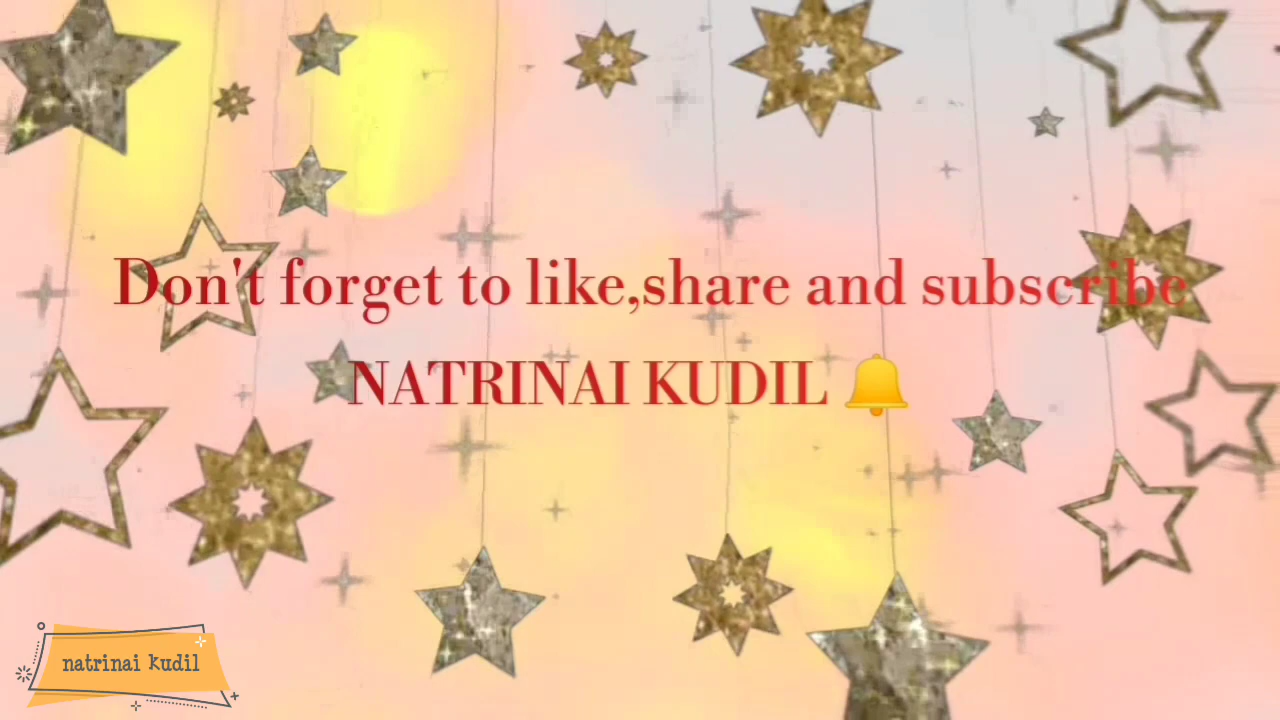 Don't forget to like,share and subscribe
NATRINAI KUDIL 🔔
natrinai kudil